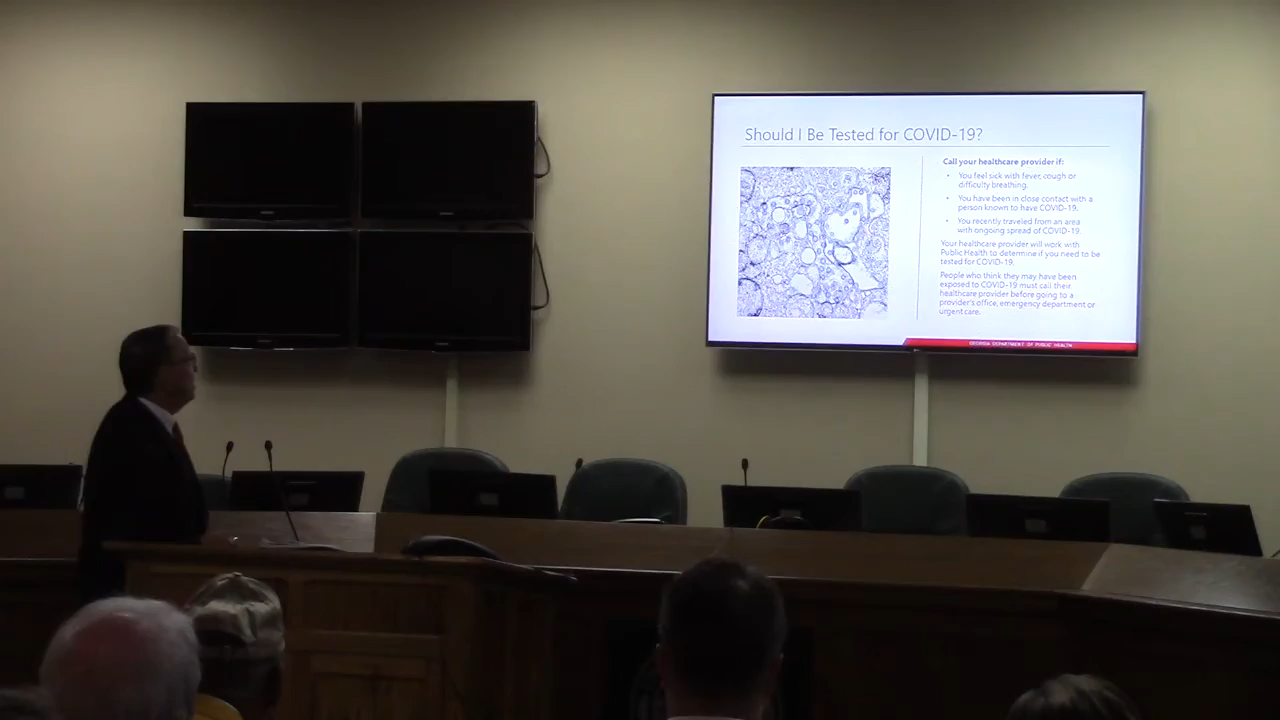 Should I Be Tested for COVID-19?
Call your healthcare provider if:
• You feel sick with fever, cough or
difficulty breathing.
• You have been in close contact with a
person known to have COVID-19.
• You recently traveled from an area
with ongoing spread of COVID-19.
Your healthcare provider will work with
Public Health to determine if you need to be
tested for COVID-19.
People who think they may have been
exposed to COVID-19 must call their
healthcare provider before going to a
provider's office, emergency department or
urgent care.
GEORGIA DEPARTMENT OF PUBLIC HEALTH